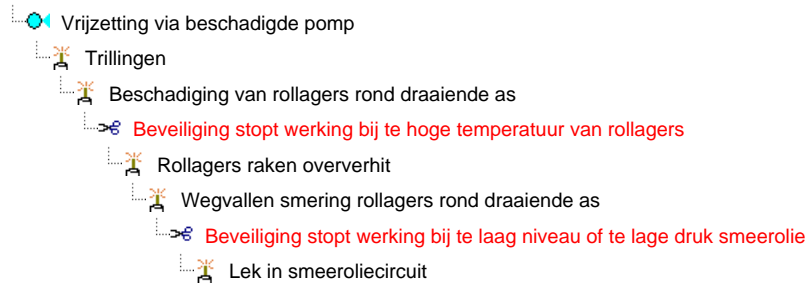 Vrijzetting via beschadigde pomp
Trillingen
Beschadiging van rollagers rond draaiende as
Beveiliging stopt werking bij te hoge temperatuur van rollagers
Rollagers raken oververhit
Wegvallen smering rollagers rond draaiende as
Beveiliging stopt werking bij te laag niveau of te lage druk smeerolie
Lek in smeeroliecircuit